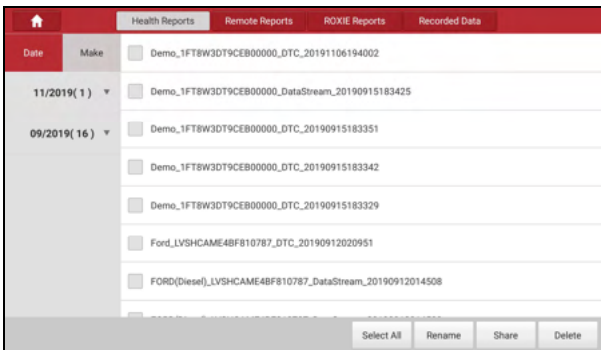 Health Reports Remote Reports ROXIE Reports Recorded Data
Date Make
11/2019( 1 )
09/2019( 16 )
Demo_1FT8W3DT9CEB00000_DTC_20191106194002
Demo_1FT8W3DT9CEB00000_DataStream_20190915183425
Demo_1FT8W3DT9CEB00000_DTC_20190915183351
Demo_1FT8W3DT9CEB00000_DTC_20190915183342
Demo_1FT8W3DT9CEB00000_DTC_20190915183329
Ford_LVSHCAME4BF810787_DTC_20190912020951
FORD(Diesel)_LVSHCAME4BF810787_DataStream_20190912014508
Select All Rename Share Delete